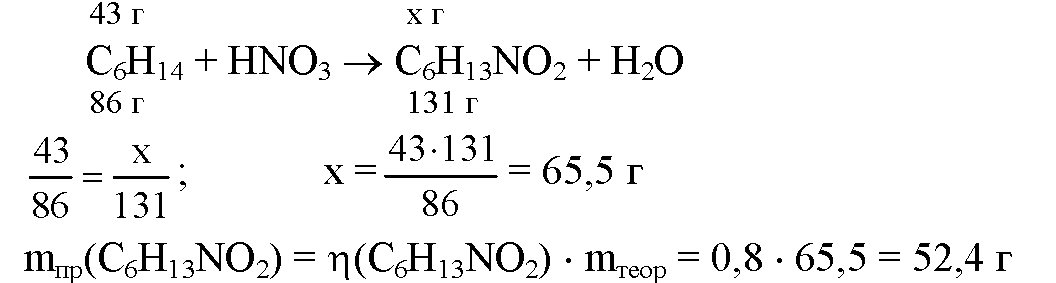 43 г х г
C₆H₁₄ + HNO₃ → C₆H₁₃NO₂ + H₂O
86 г 131 г
43/86 = х/131 ; х = 43·131/86 = 65,5 г
mпр(C₆H₁₃NO₂) = η(C₆H₁₃NO₂) · mтеор = 0,8 · 65,5 = 52,4 г